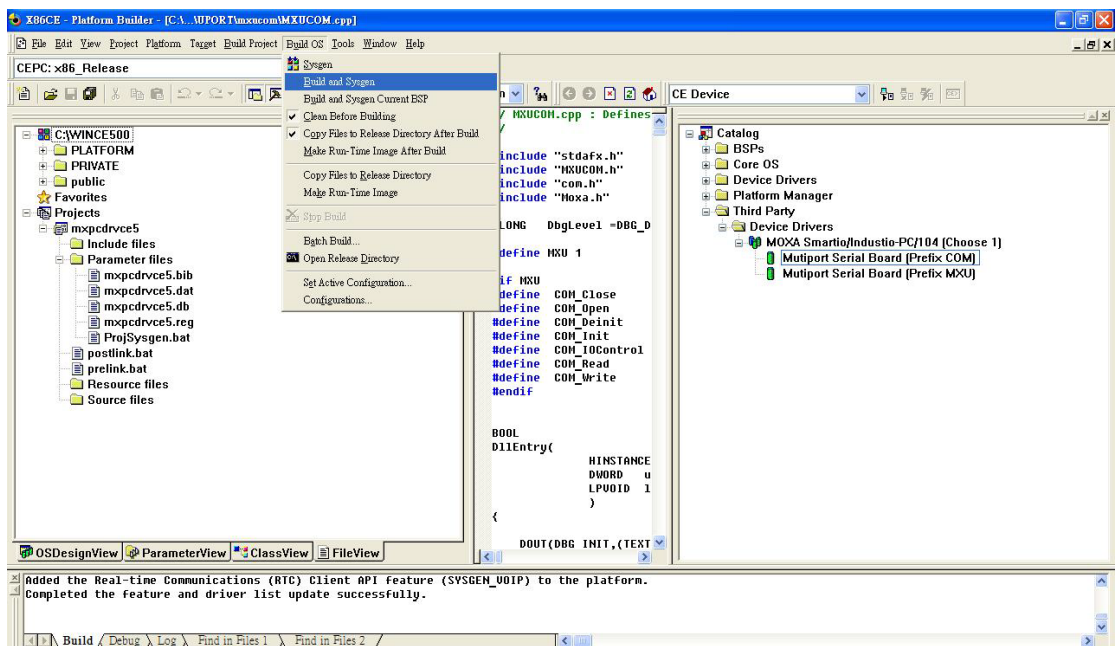 X86CE - Platform Builder - [C:\...\UPORT\mxucom\MXUCOM.cpp]
File Edit View Project Platform Target Build Project Build OS Tools Window Help
CEPC: x86_Release
Sysgen
Build and Sysgen
Build and Sysgen Current BSP
Clean Before Building
Copy Files to Release Directory After Build
Make Run-Time Image After Build
Copy Files to Release Directory
Make Run-Time Image
Stop Build
Batch Build...
Open Release Directory
Set Active Configuration...
Configurations...
CE Device
C:\WINCE500
PLATFORM
PRIVATE
public
Favorites
Projects
mxpcdrvce5
Include files
Parameter files
mxpcdrvce5.bib
mxpcdrvce5.dat
mxpcdrvce5.db
mxpcdrvce5.reg
ProjSysgen.bat
postlink.bat
prelink.bat
Resource files
Source files
/ MXUCOM.cpp : Defines
/
include "stdafx.h"
include "MXUCOM.h"
include "com.h"
include "Moxa.h"
LONG DbgLevel =DBG_D
define MXU 1
if MXU
define COM_Close
define COM_Open
#define COM_Deinit
#define COM_Init
#define COM_IOControl
#define COM_Read
#define COM_Write
#endif
BOOL
DllEntry(
HINSTANCE
DWORD u
LPVOID l
)
{
DOUT(DBG_INIT,(TEXT
Catalog
BSPs
Core OS
Device Drivers
Platform Manager
Third Party
Device Drivers
MOXA Smartio/Industio-PC/104 (Choose 1)
Mutiport Serial Board (Prefix COM)
Mutiport Serial Board (Prefix MXU)
OSDesignView ParameterView ClassView FileView
Added the Real-time Communications (RTC) Client API feature (SYSGEN_VOIP) to the platform.
Completed the feature and driver list update successfully.
Build Debug Log Find in Files 1 Find in Files 2